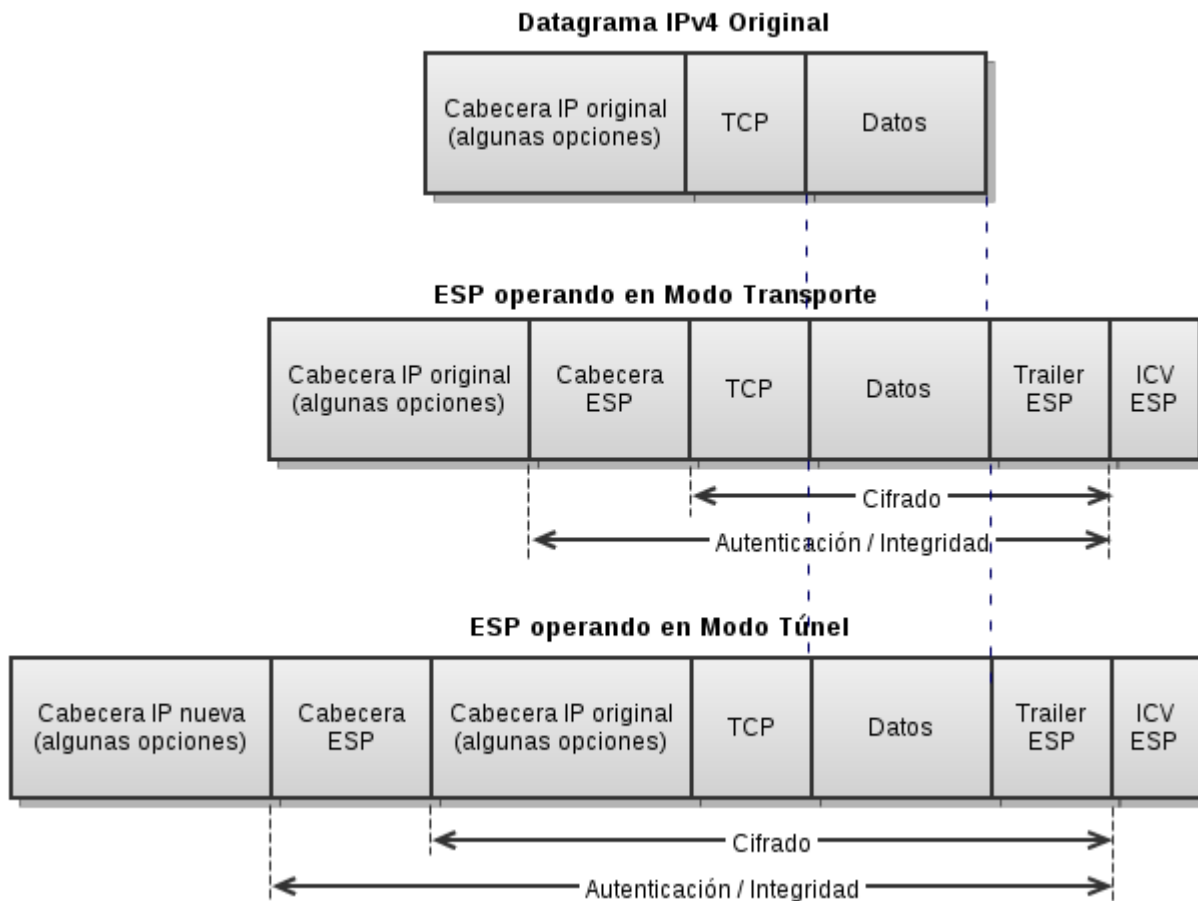 Datagrama IPv4 Original
Cabecera IP original
(algunas opciones)
TCP
Datos
ESP operando en Modo Transporte
Cabecera IP original
(algunas opciones)
Cabecera
ESP
TCP
Datos
Trailer
ESP
ICV
ESP
Cifrado
Autenticación / Integridad
ESP operando en Modo Túnel
Cabecera IP nueva
(algunas opciones)
Cabecera
ESP
Cabecera IP original
(algunas opciones)
TCP
Datos
Trailer
ESP
ICV
ESP
Cifrado
Autenticación / Integridad